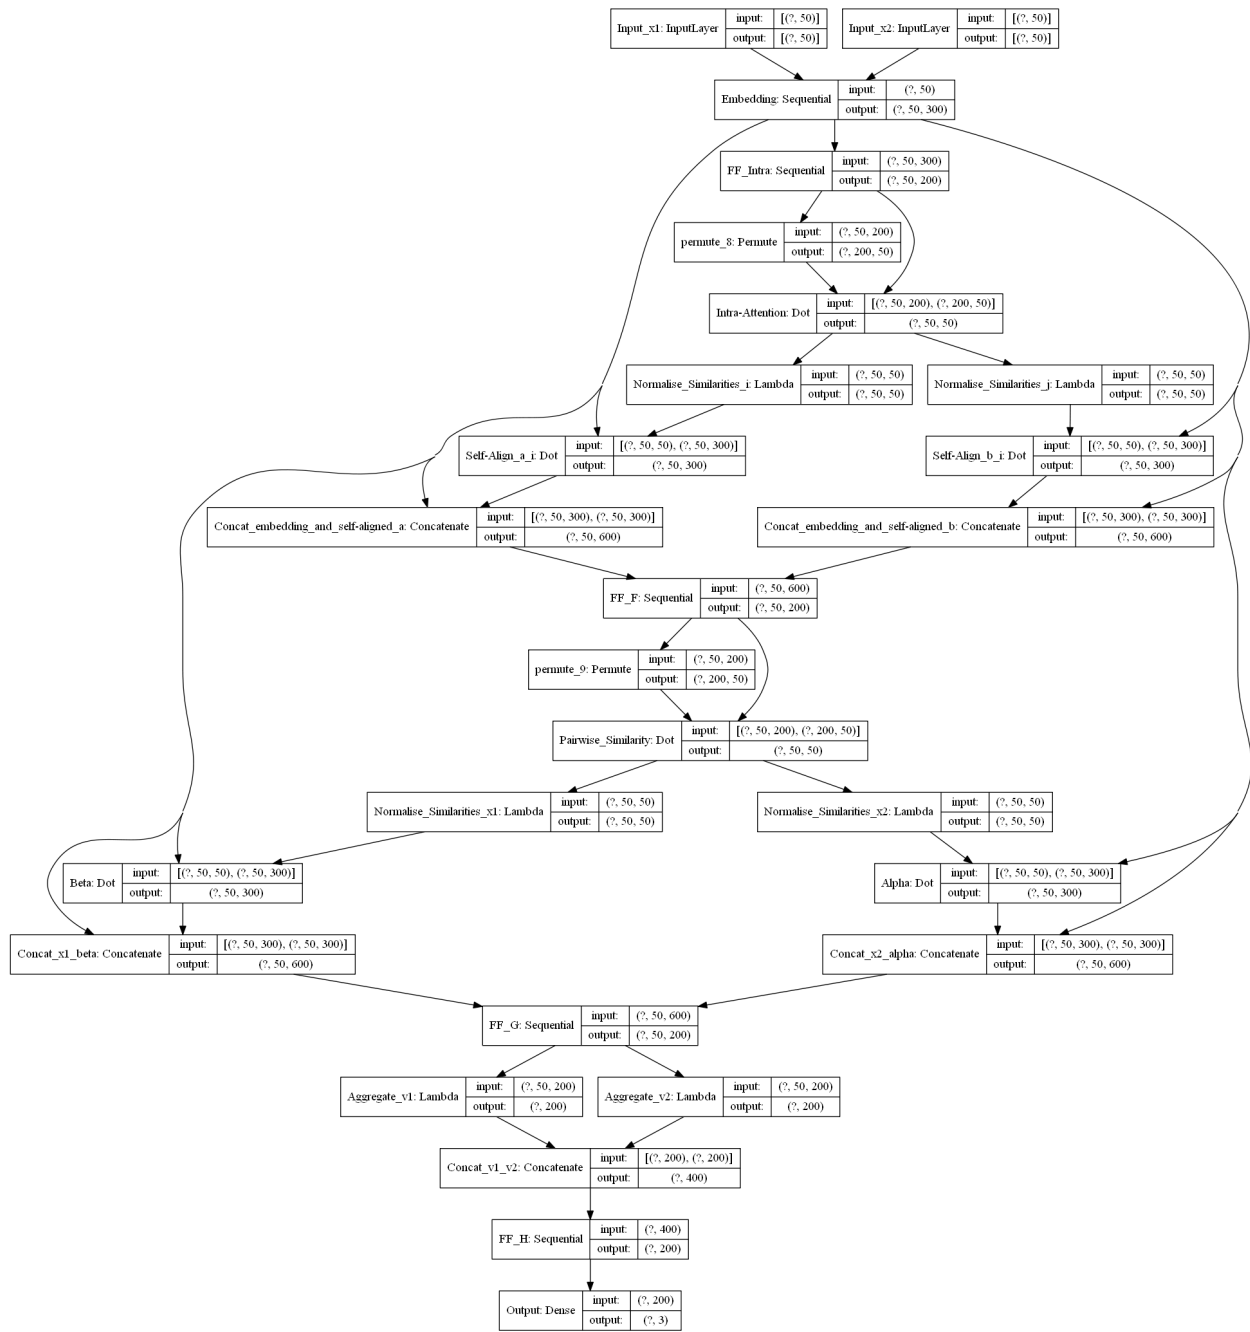 Input_x1: InputLayer input: [(?, 50)] output: [(?, 50)]
Input_x2: InputLayer input: [(?, 50)] output: [(?, 50)]
Embedding: Sequential input: (?, 50) output: (?, 50, 300)
FF_Intra: Sequential input: (?, 50, 300) output: (?, 50, 200)
permute_8: Permute input: (?, 50, 200) output: (?, 200, 50)
Intra-Attention: Dot input: [(?, 50, 200), (?, 200, 50)] output: (?, 50, 50)
Normalise_Similarities_i: Lambda input: (?, 50, 50) output: (?, 50, 50)
Normalise_Similarities_j: Lambda input: (?, 50, 50) output: (?, 50, 50)
Self-Align_a_i: Dot input: [(?, 50, 50), (?, 50, 300)] output: (?, 50, 300)
Self-Align_b_i: Dot input: [(?, 50, 50), (?, 50, 300)] output: (?, 50, 300)
Concat_embedding_and_self-aligned_a: Concatenate input: [(?, 50, 300), (?, 50, 300)] output: (?, 50, 600)
Concat_embedding_and_self-aligned_b: Concatenate input: [(?, 50, 300), (?, 50, 300)] output: (?, 50, 600)
FF_F: Sequential input: (?, 50, 600) output: (?, 50, 200)
permute_9: Permute input: (?, 50, 200) output: (?, 200, 50)
Pairwise_Similarity: Dot input: [(?, 50, 200), (?, 200, 50)] output: (?, 50, 50)
Normalise_Similarities_x1: Lambda input: (?, 50, 50) output: (?, 50, 50)
Normalise_Similarities_x2: Lambda input: (?, 50, 50) output: (?, 50, 50)
Beta: Dot input: [(?, 50, 50), (?, 50, 300)] output: (?, 50, 300)
Alpha: Dot input: [(?, 50, 50), (?, 50, 300)] output: (?, 50, 300)
Concat_x1_beta: Concatenate input: [(?, 50, 300), (?, 50, 300)] output: (?, 50, 600)
Concat_x2_alpha: Concatenate input: [(?, 50, 300), (?, 50, 300)] output: (?, 50, 600)
FF_G: Sequential input: (?, 50, 600) output: (?, 50, 200)
Aggregate_v1: Lambda input: (?, 50, 200) output: (?, 200)
Aggregate_v2: Lambda input: (?, 50, 200) output: (?, 200)
Concat_v1_v2: Concatenate input: [(?, 200), (?, 200)] output: (?, 400)
FF_H: Sequential input: (?, 400) output: (?, 200)
Output: Dense input: (?, 200) output: (?, 3)